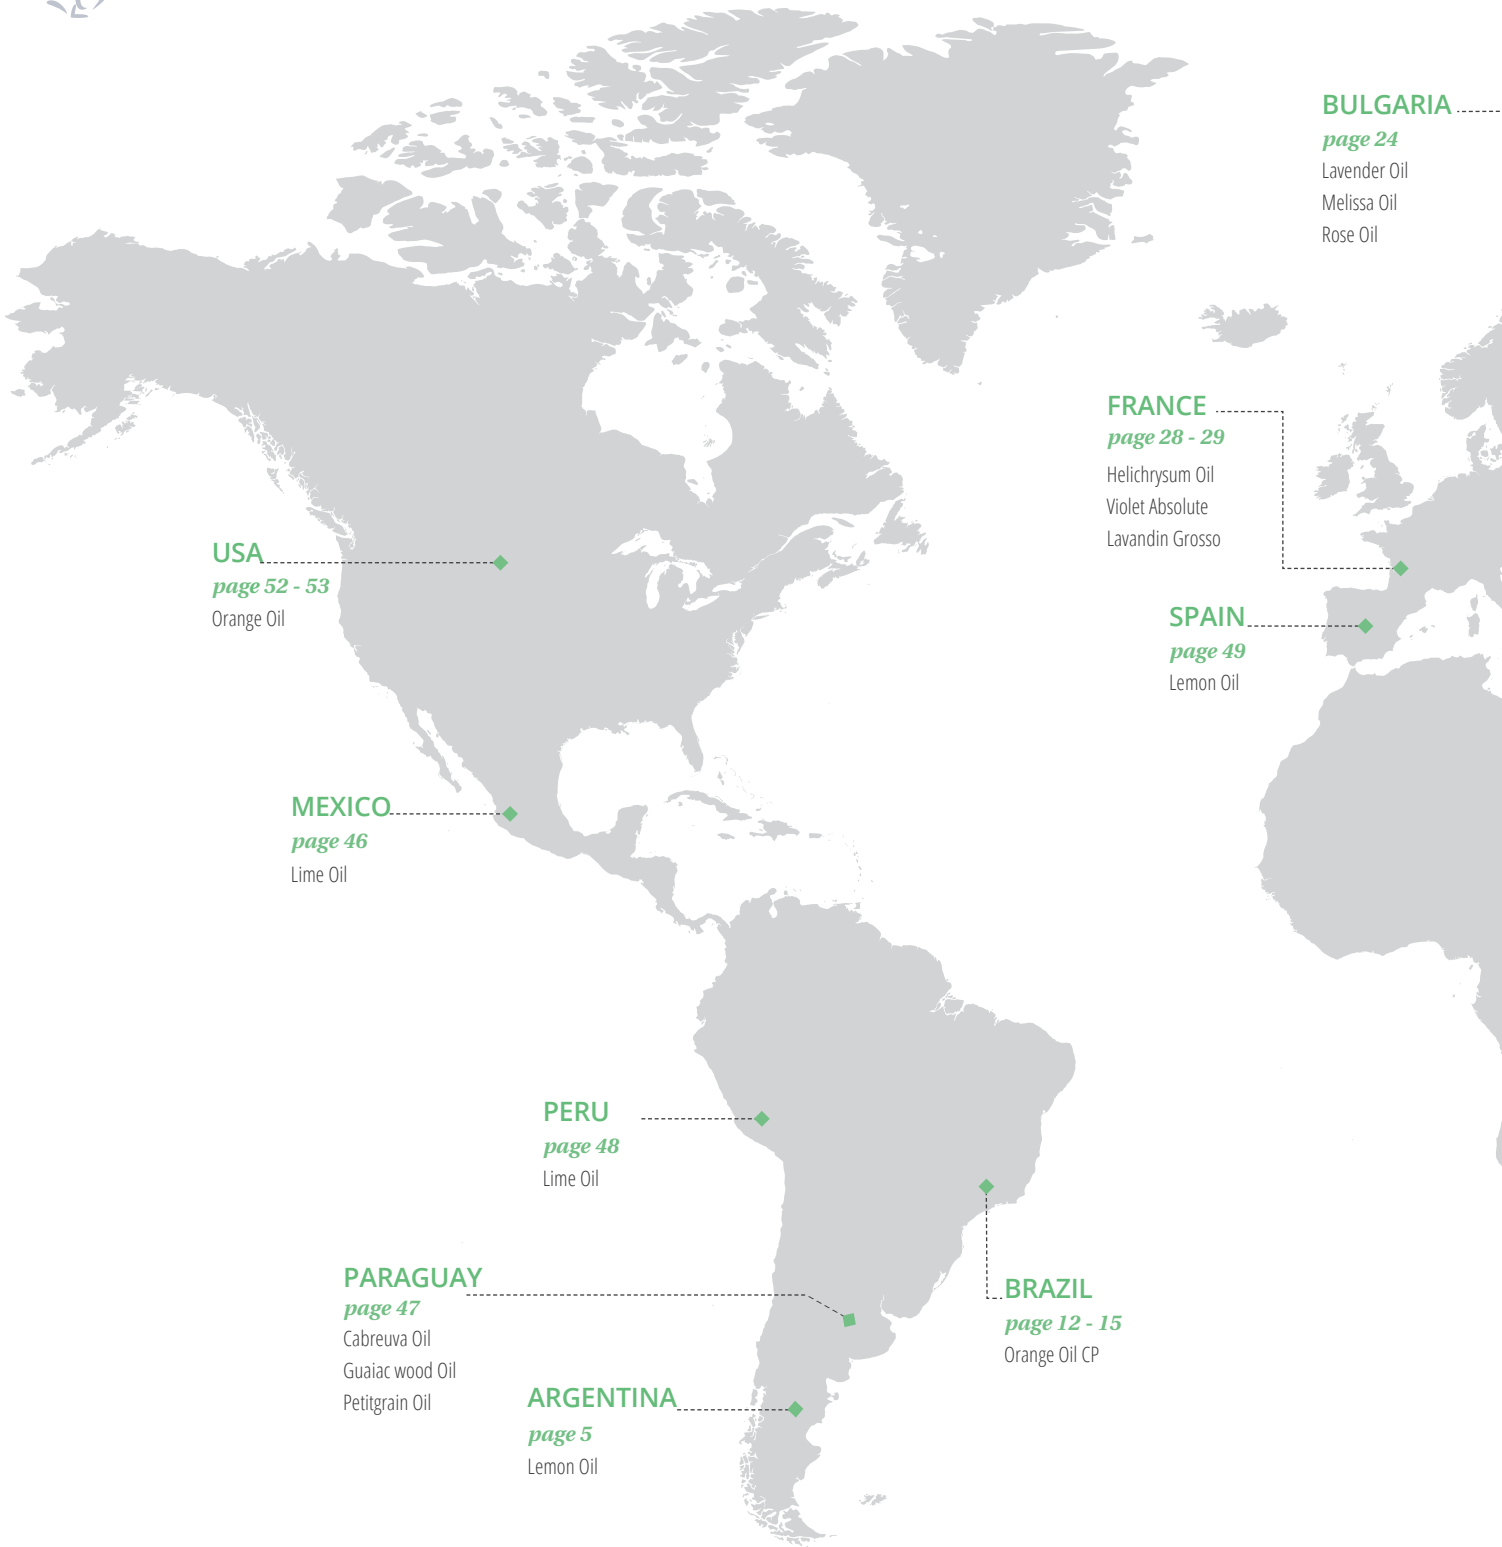 BULGARIA
page 24
Lavender Oil
Melissa Oil
Rose Oil
FRANCE
page 28 - 29
Helichrysum Oil
Violet Absolute
Lavandin Grosso
USA
page 52 - 53
Orange Oil
SPAIN
page 49
Lemon Oil
MEXICO
page 46
Lime Oil
PERU
page 48
Lime Oil
PARAGUAY
page 47
Cabreuva Oil
Guaiac wood Oil
Petitgrain Oil
BRAZIL
page 12 - 15
Orange Oil CP
ARGENTINA
page 5
Lemon Oil